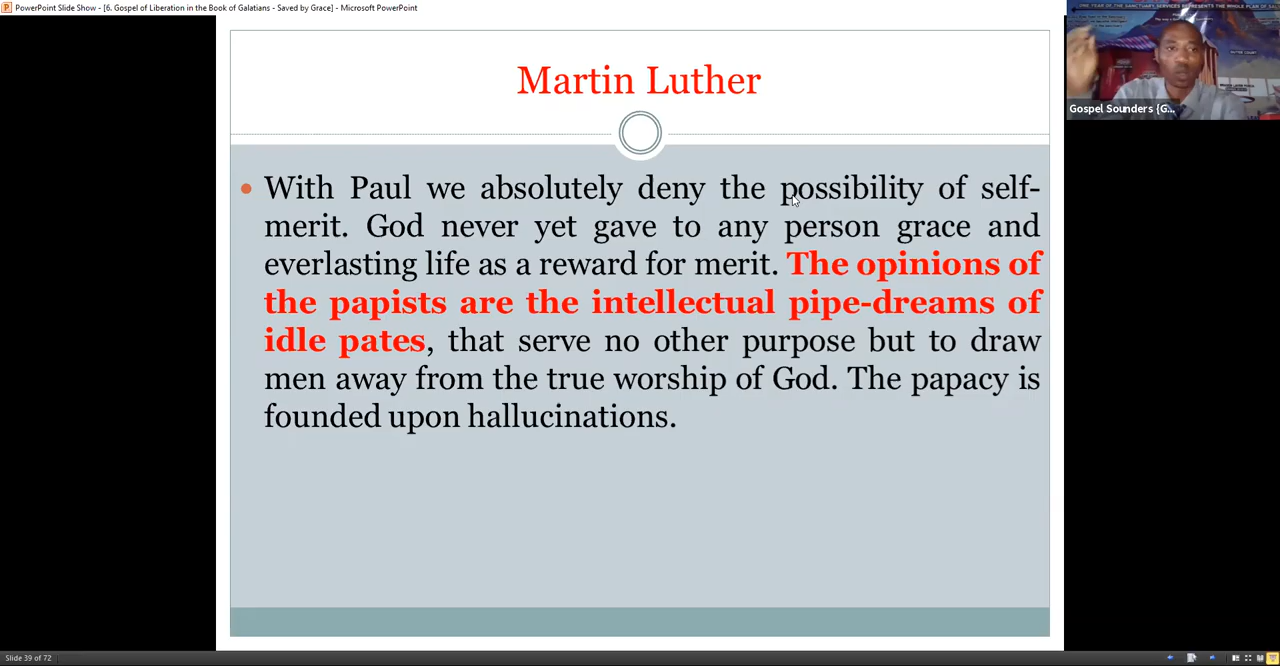 PowerPoint Slide Show - [6. Gospel of Liberation in the Book of Galatians - Saved by Grace] - Microsoft PowerPoint
Martin Luther
Gospel Sounders {G...
• With Paul we absolutely deny the possibility of self-
merit. God never yet gave to any person grace and
everlasting life as a reward for merit. The opinions of
the papists are the intellectual pipe-dreams of
idle pates, that serve no other purpose but to draw
men away from the true worship of God. The papacy is
founded upon hallucinations.
Slide 39 of 72